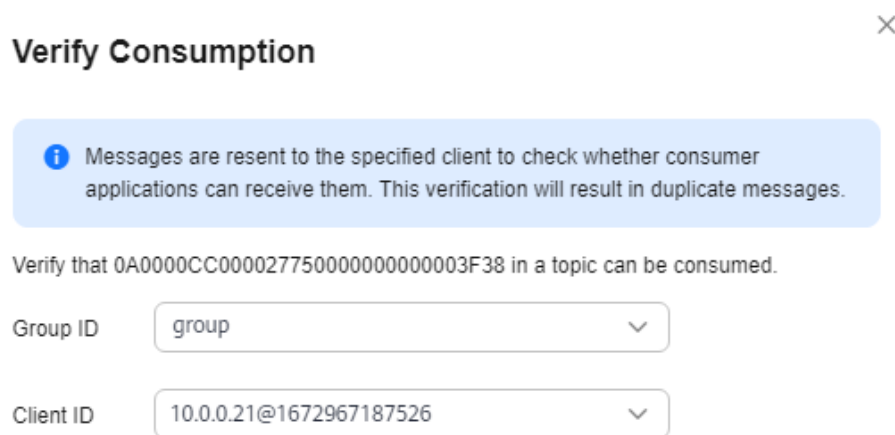 Verify Consumption
Messages are resent to the specified client to check whether consumer
applications can receive them. This verification will result in duplicate messages.
Verify that 0A0000CC00002775000000000003F38 in a topic can be consumed.
Group ID
group
Client ID
10.0.0.21@1672967187526